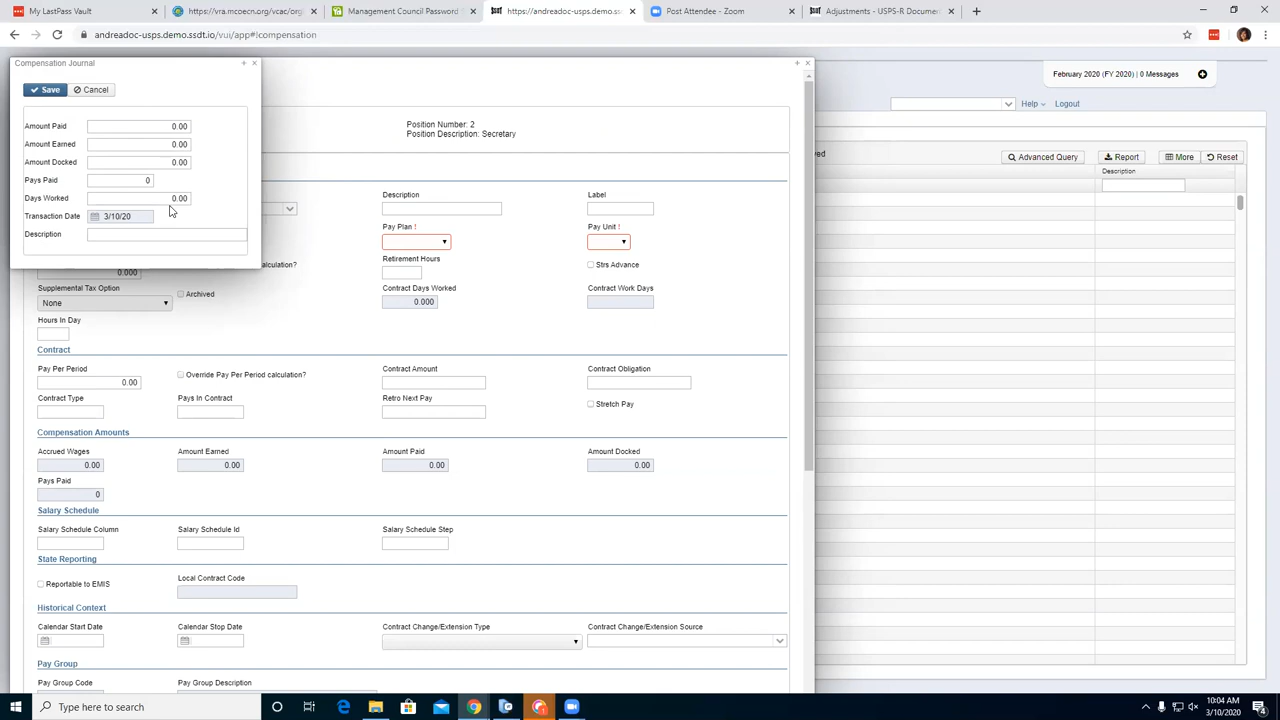 My LastPass Vault
https://vra.mcoecn.org/vcac/org
Management Council Password R
https://andreadoc-usps.demo.ssdt
Post Attendee - Zoom
Adjustments - USPS-R Document
andreadoc-usps.demo.ssdt.io/vui/app#!compensation
Compensation Journal
February 2020 (FY 2020) | 0 Messages
Help
Logout
Save
Cancel
Amount Paid 0.00
Amount Earned 0.00
Amount Docked 0.00
Pays Paid 0
Days Worked 0.00
Transaction Date 3/10/20
Description
Position Number: 2
Position Description: Secretary
Advanced Query
Report
More
Reset
Description
Description
Label
Pay Plan !
Pay Unit !
Retirement Hours
Strs Advance
0.000
Supplemental Tax Option
None
Archived
Contract Days Worked
0.000
Contract Work Days
Hours In Day
Contract
Pay Per Period
0.00
Override Pay Per Period calculation?
Contract Amount
Contract Obligation
Contract Type
Pays In Contract
Retro Next Pay
Stretch Pay
Compensation Amounts
Accrued Wages
0.00
Amount Earned
0.00
Amount Paid
0.00
Amount Docked
0.00
Pays Paid
0
Salary Schedule
Salary Schedule Column
Salary Schedule Id
Salary Schedule Step
State Reporting
Reportable to EMIS
Local Contract Code
Historical Context
Calendar Start Date
Calendar Stop Date
Contract Change/Extension Type
Contract Change/Extension Source
Pay Group
Pay Group Code
Pay Group Description
Type here to search
10:04 AM
3/10/2020